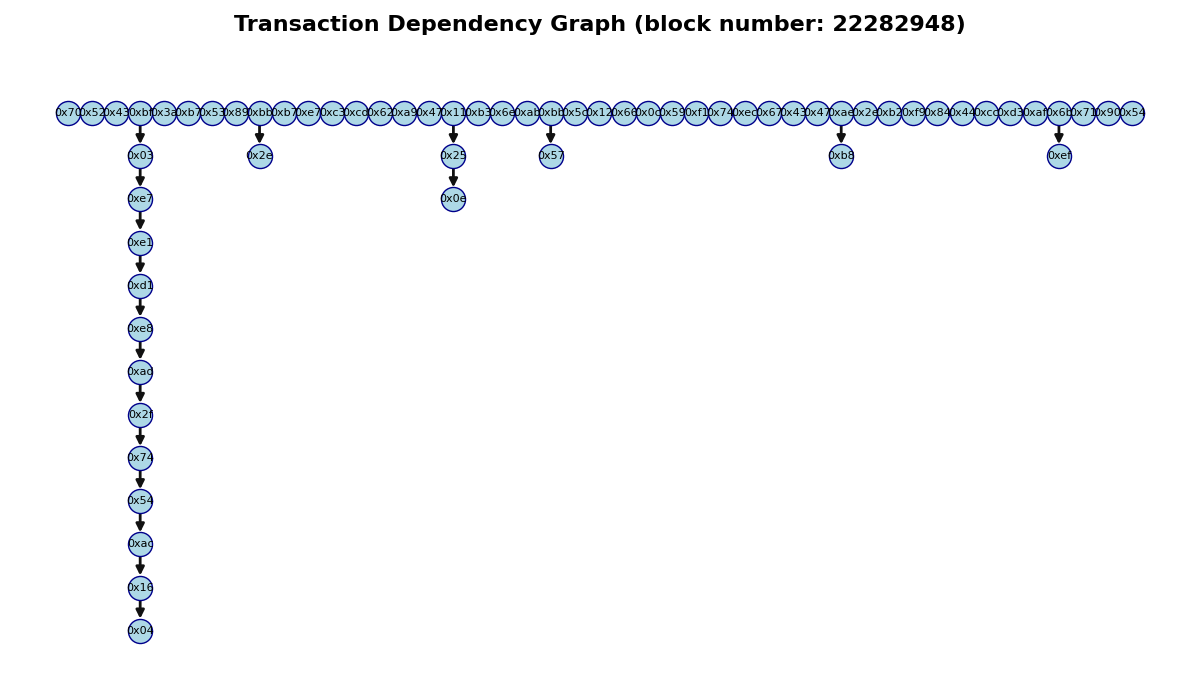 Transaction Dependency Graph (block number: 22282948)
0x70 0x52 0x43 0xbf 0x3a 0xb7 0x53 0x89 0xbb 0xb7 0xe7 0xc3 0xcd 0x62 0xa9 0x47 0x11 0xb3 0x6e 0xab 0xbb 0x5c 0x12 0x66 0x0c 0x59 0xf1 0x74 0xec 0x67 0x43 0x47 0xae 0x2e 0xb2 0xf9 0x84 0x44 0xcc 0xd3 0xaf 0x6b 0x71 0x90 0x54
0x03 0x2e 0x25 0x57 0xb8 0xef
0xe7 0x0e
0xe1
0xd1
0xe8
0xad
0x2f
0x74
0x54
0xac
0x16
0x04